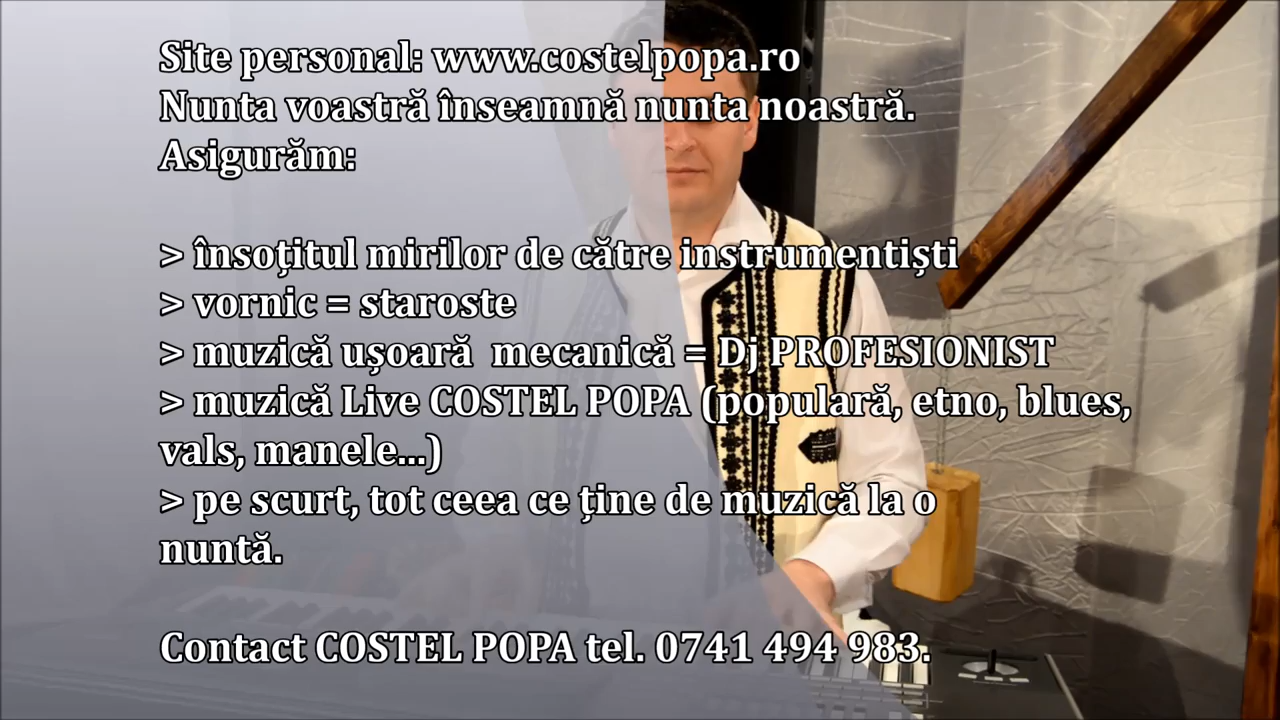 Site personal: www.costelpopa.ro
Nunta voastră înseamnă nunta noastră.
Asigurăm:
> însoțitul mirilor de către instrumentiști
> vornic = staroste
> muzică ușoară  mecanică = Dj PROFESIONIST
> muzică Live COSTEL POPA (populară, etno, blues,
vals, manele...)
> pe scurt, tot ceea ce ține de muzică la o
nuntă.
Contact COSTEL POPA tel. 0741 494 983.